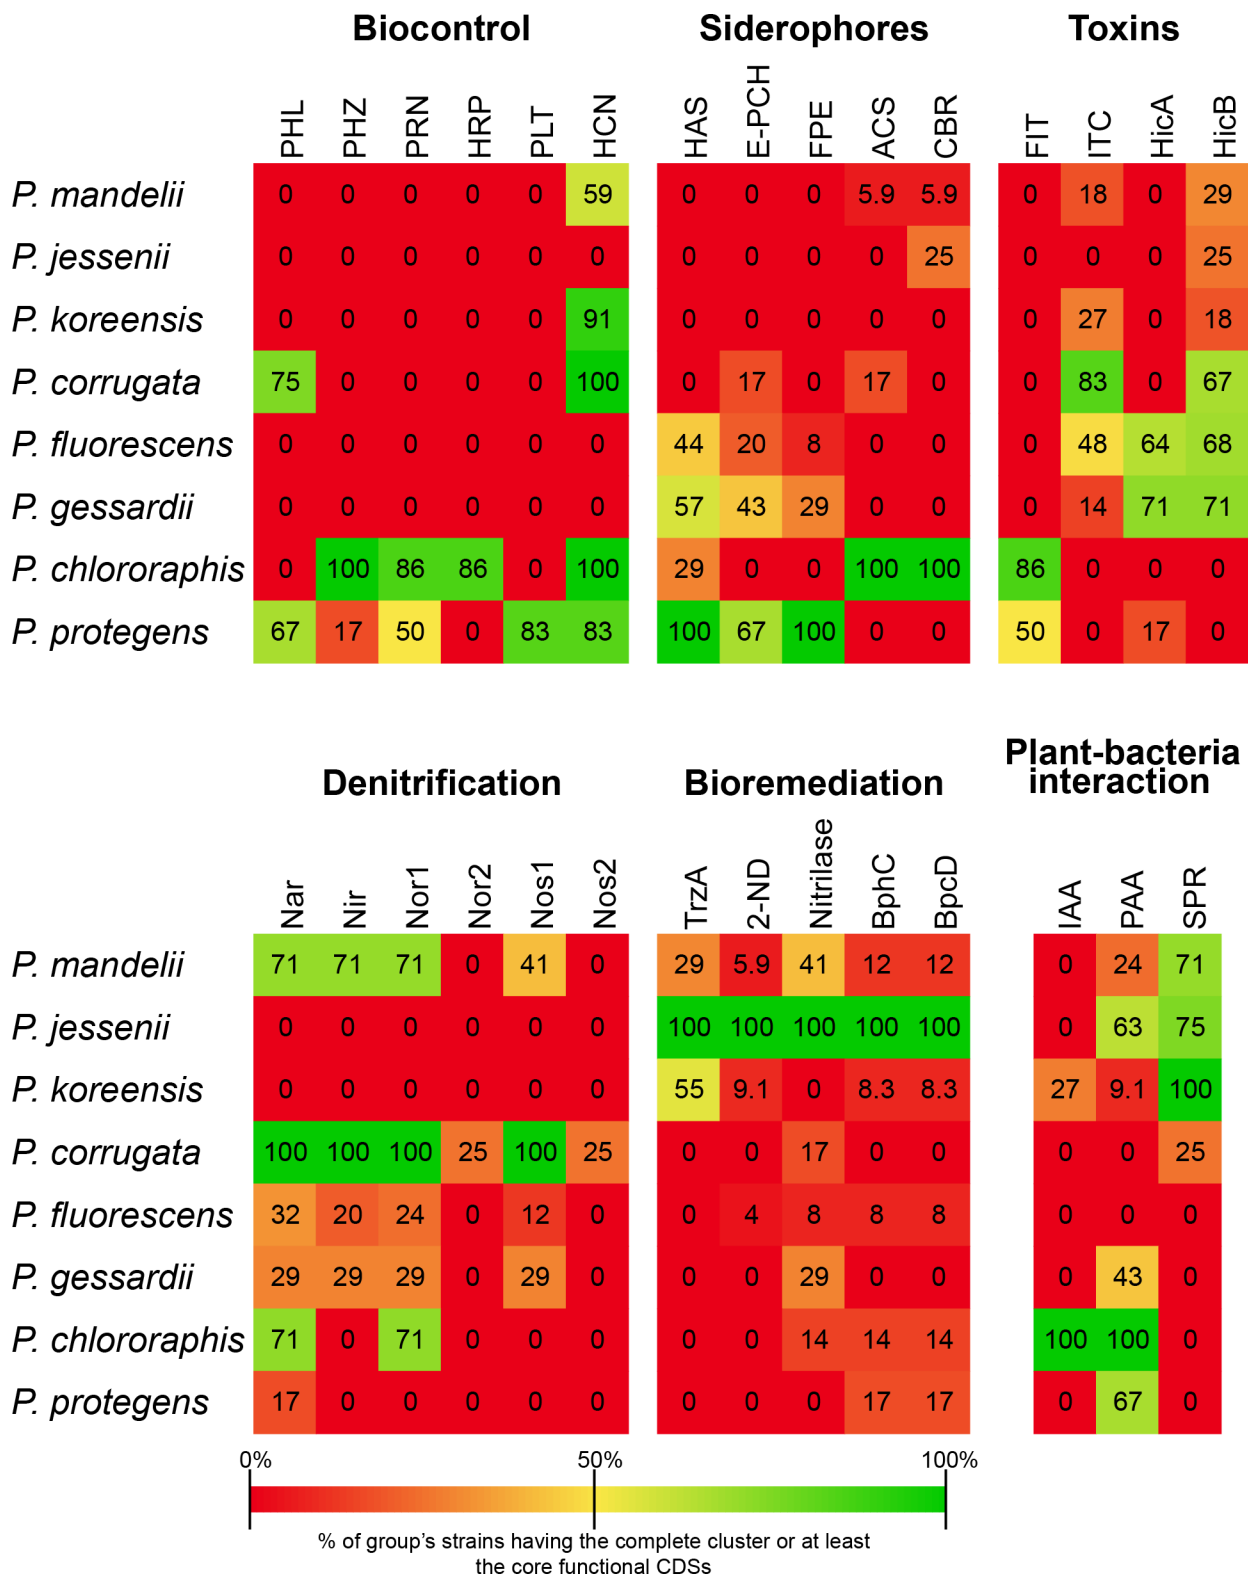 Biocontrol Siderophores Toxins
PHL PHZ PRN HRP PLT HCN HAS E-PCH FPE ACS CBR FIT ITC HicA HicB
P. mandelii 0 0 0 0 0 59 0 0 0 5.9 5.9 0 18 0 29
P. jessenii 0 0 0 0 0 0 0 0 0 0 25 0 0 0 25
P. koreensis 0 0 0 0 0 91 0 0 0 0 0 0 27 0 18
P. corrugata 75 0 0 0 0 100 0 17 0 17 0 0 83 0 67
P. fluorescens 0 0 0 0 0 0 44 20 8 0 0 0 48 64 68
P. gessardii 0 0 0 0 0 0 57 43 29 0 0 0 14 71 71
P. chlororaphis 0 100 86 86 0 100 29 0 0 100 100 86 0 0 0
P. protegens 67 17 50 0 83 83 100 67 100 0 0 50 0 17 0
Denitrification Bioremediation Plant-bacteria
interaction
Nar Nir Nor1 Nor2 Nos1 Nos2 TrzA 2-ND Nitrilase BphC BpcD IAA PAA SPR
P. mandelii 71 71 71 0 41 0 29 5.9 41 12 12 0 24 71
P. jessenii 0 0 0 0 0 0 100 100 100 100 100 0 63 75
P. koreensis 0 0 0 0 0 0 55 9.1 0 8.3 8.3 27 9.1 100
P. corrugata 100 100 100 25 100 25 0 0 17 0 0 0 0 25
P. fluorescens 32 20 24 0 12 0 0 4 8 8 8 0 0 0
P. gessardii 29 29 29 0 29 0 0 0 29 0 0 0 43 0
P. chlororaphis 71 0 71 0 0 0 0 0 14 14 14 100 100 0
P. protegens 17 0 0 0 0 0 0 0 0 17 17 0 67 0
0% 50% 100%
% of group's strains having the complete cluster or at least
the core functional CDSs